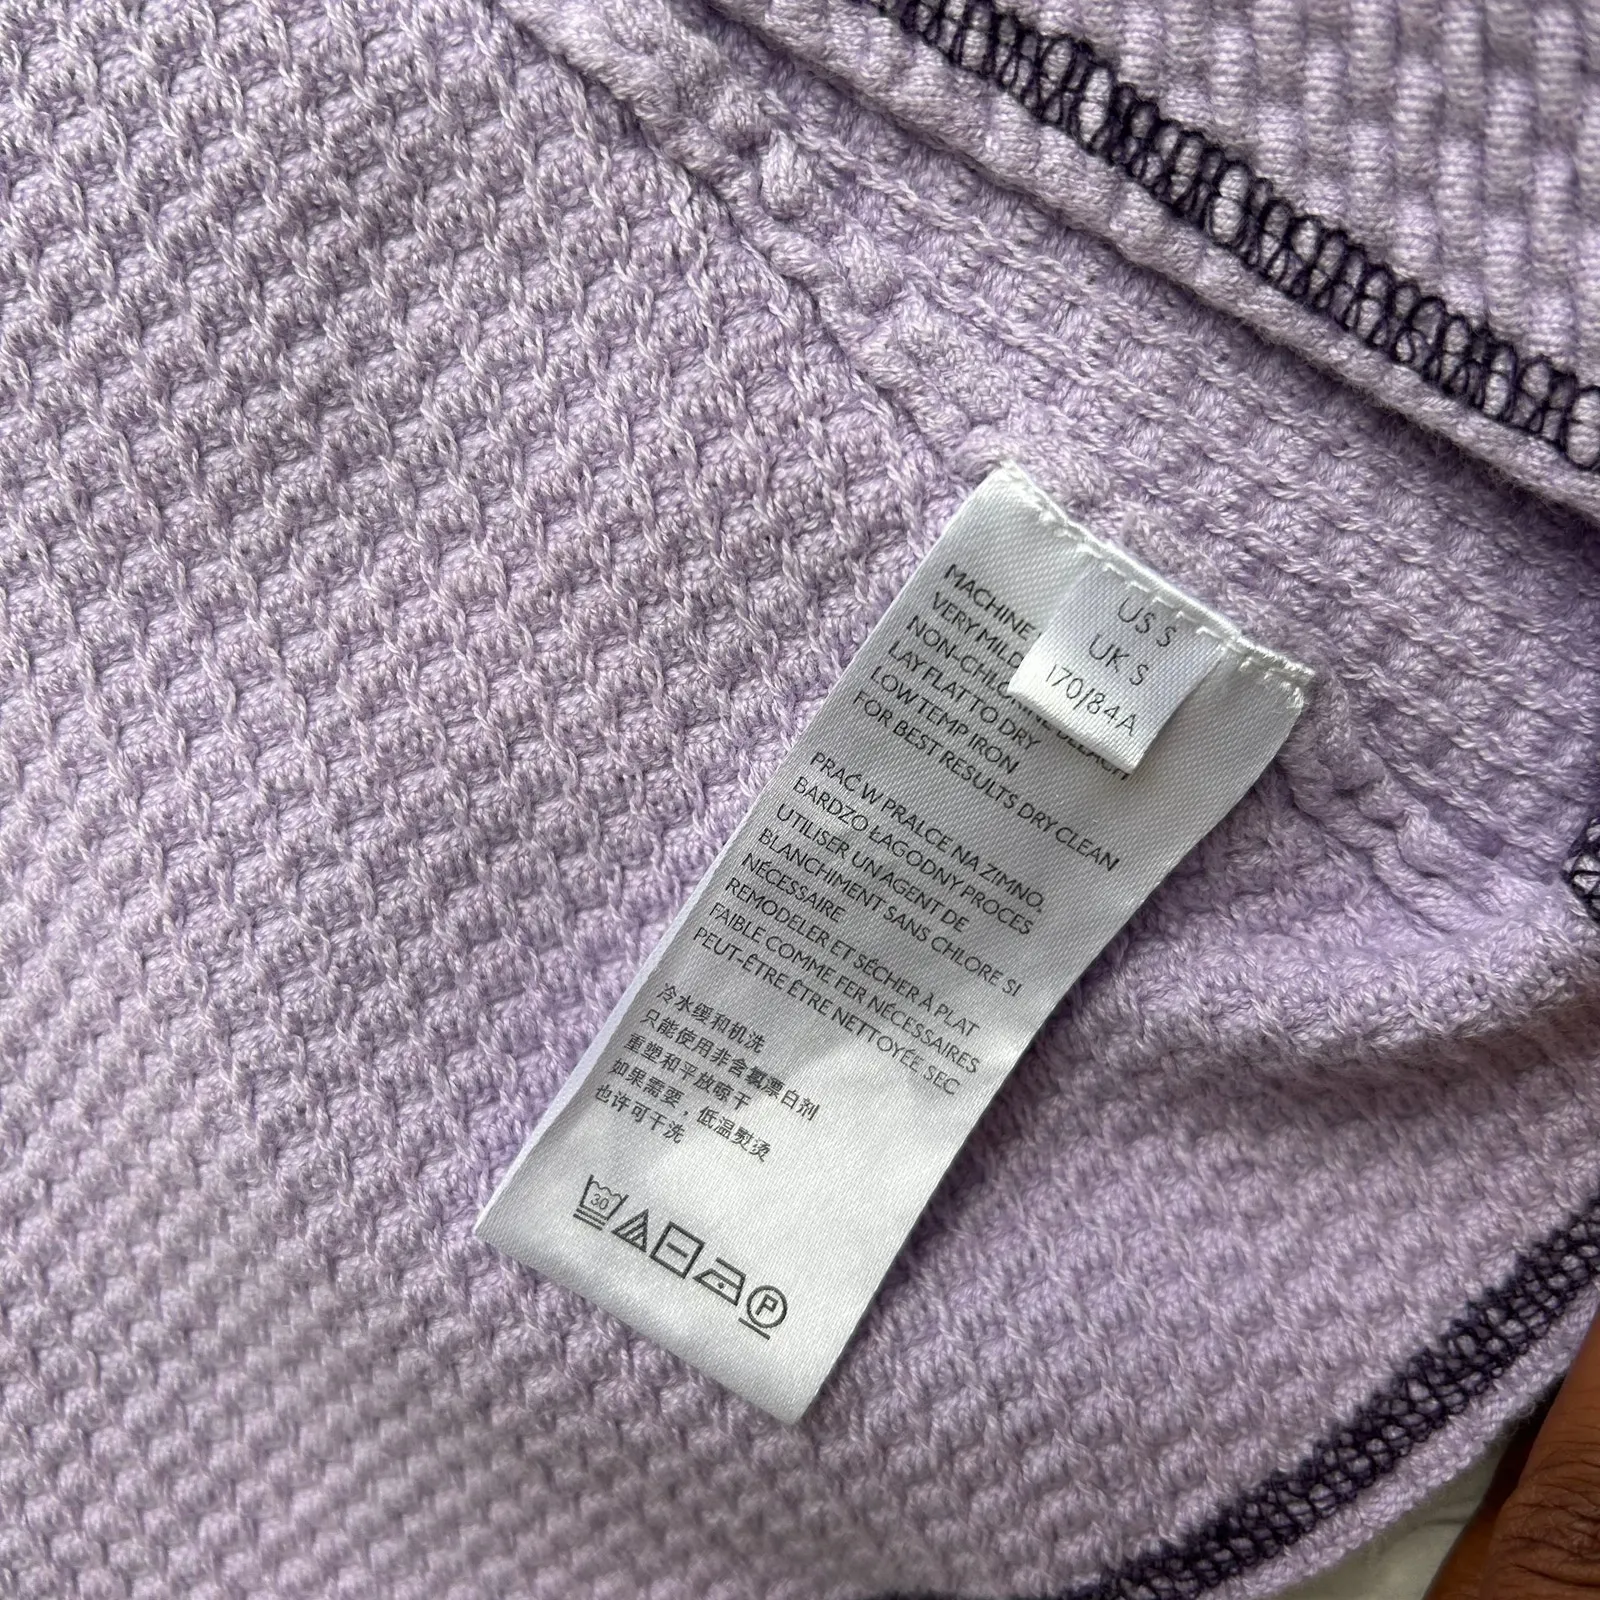 US S
UK S
170/84A
MACHINE
VERY MILD
NON-CHLORINE BLEACH
LAY FLAT TO DRY
LOW TEMP IRON
FOR BEST RESULTS DRY CLEAN
PRAĆ W PRALCE NA ZIMNO,
BARDZO ŁAGODNY PROCES
UTILISER UN AGENT DE
BLANCHIMENT SANS CHLORE SI
NÉCESSAIRE
REMODELER ET SÉCHER À PLAT
FAIBLE COMME FER NÉCESSAIRES
PEUT-ÊTRE ÊTRE NETTOYÉE SEC
冷水缓和机洗
只能使用非含氯漂白剂
重塑和平放晾干
如果需要，低温熨烫
也许可干洗
30
P